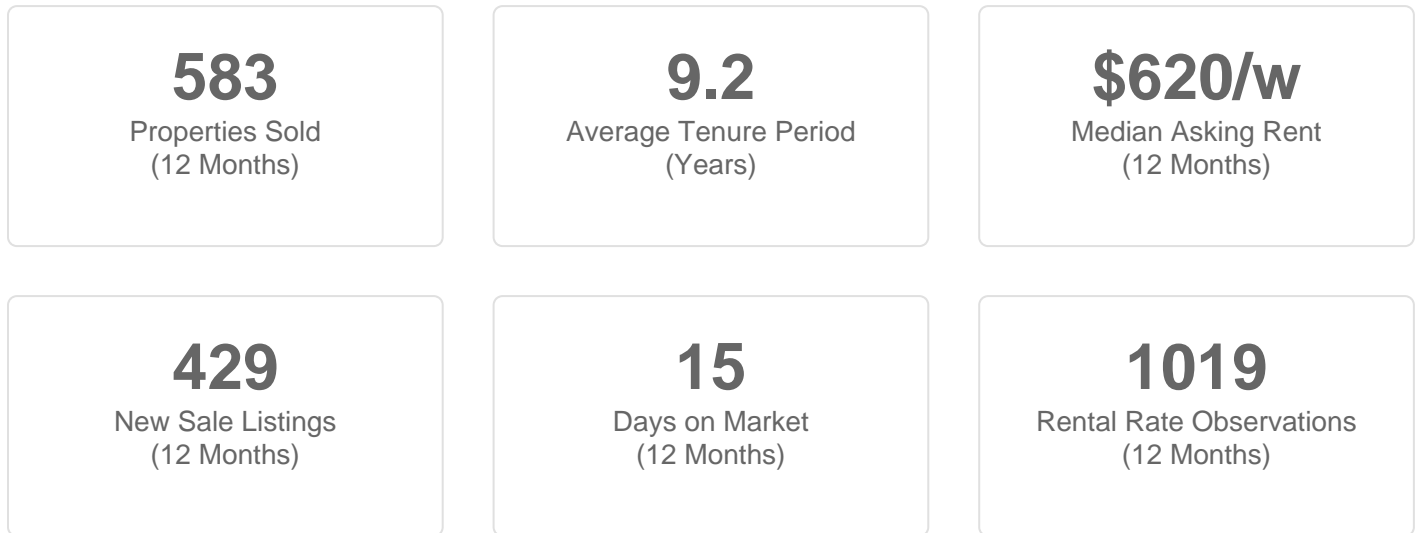 583
Properties Sold
(12 Months)
9.2
Average Tenure Period
(Years)
$620/w
Median Asking Rent
(12 Months)
429
New Sale Listings
(12 Months)
15
Days on Market
(12 Months)
1019
Rental Rate Observations
(12 Months)